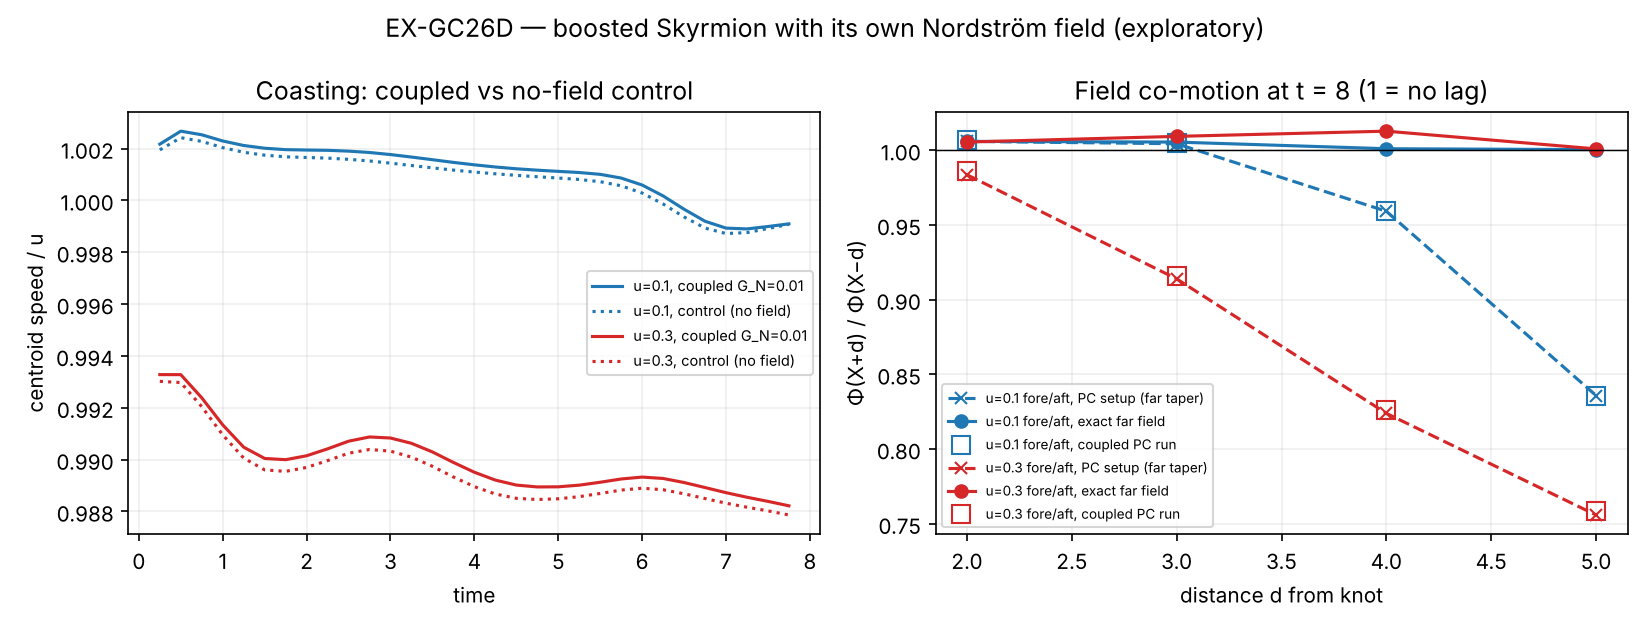 EX-GC26D — boosted Skyrmion with its own Nordström field (exploratory)
Coasting: coupled vs no-field control
centroid speed / u
1.002
1.000
0.998
0.996
0.994
0.992
0.990
0.988
u=0.1, coupled G_N=0.01
u=0.1, control (no field)
u=0.3, coupled G_N=0.01
u=0.3, control (no field)
0 1 2 3 4 5 6 7 8
time
Field co-motion at t = 8 (1 = no lag)
Φ(X+d) / Φ(X−d)
1.00
0.95
0.90
0.85
0.80
0.75
u=0.1 fore/aft, PC setup (far taper)
u=0.1 fore/aft, exact far field
u=0.1 fore/aft, coupled PC run
u=0.3 fore/aft, PC setup (far taper)
u=0.3 fore/aft, exact far field
u=0.3 fore/aft, coupled PC run
2.0 2.5 3.0 3.5 4.0 4.5 5.0
distance d from knot